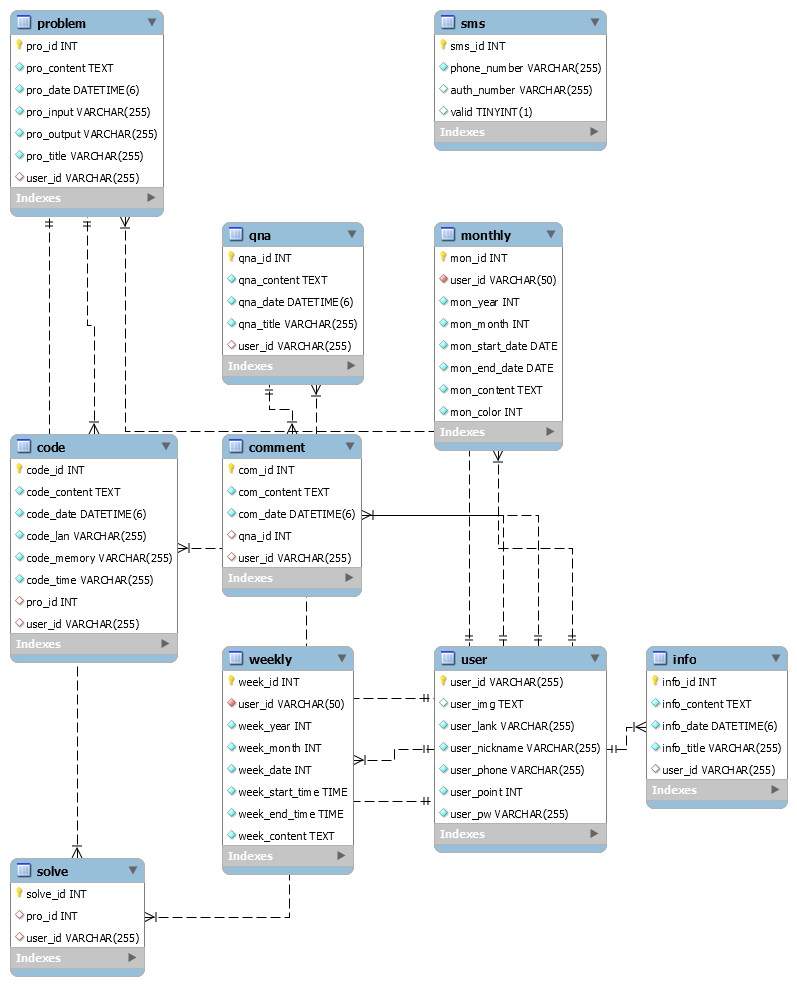 problem
pro_id INT
pro_content TEXT
pro_date DATETIME(6)
pro_input VARCHAR(255)
pro_output VARCHAR(255)
pro_title VARCHAR(255)
user_id VARCHAR(255)
Indexes
sms
sms_id INT
phone_number VARCHAR(255)
auth_number VARCHAR(255)
valid TINYINT(1)
Indexes
qna
qna_id INT
qna_content TEXT
qna_date DATETIME(6)
qna_title VARCHAR(255)
user_id VARCHAR(255)
Indexes
monthly
mon_id INT
user_id VARCHAR(50)
mon_year INT
mon_month INT
mon_start_date DATE
mon_end_date DATE
mon_content TEXT
mon_color INT
Indexes
code
code_id INT
code_content TEXT
code_date DATETIME(6)
code_lan VARCHAR(255)
code_memory VARCHAR(255)
code_time VARCHAR(255)
pro_id INT
user_id VARCHAR(255)
Indexes
comment
com_id INT
com_content TEXT
com_date DATETIME(6)
qna_id INT
user_id VARCHAR(255)
Indexes
weekly
week_id INT
user_id VARCHAR(50)
week_year INT
week_month INT
week_date INT
week_start_time TIME
week_end_time TIME
week_content TEXT
Indexes
user
user_id VARCHAR(255)
user_img TEXT
user_lank VARCHAR(255)
user_nickname VARCHAR(255)
user_phone VARCHAR(255)
user_point INT
user_pw VARCHAR(255)
Indexes
info
info_id INT
info_content TEXT
info_date DATETIME(6)
info_title VARCHAR(255)
user_id VARCHAR(255)
Indexes
solve
solve_id INT
pro_id INT
user_id VARCHAR(255)
Indexes